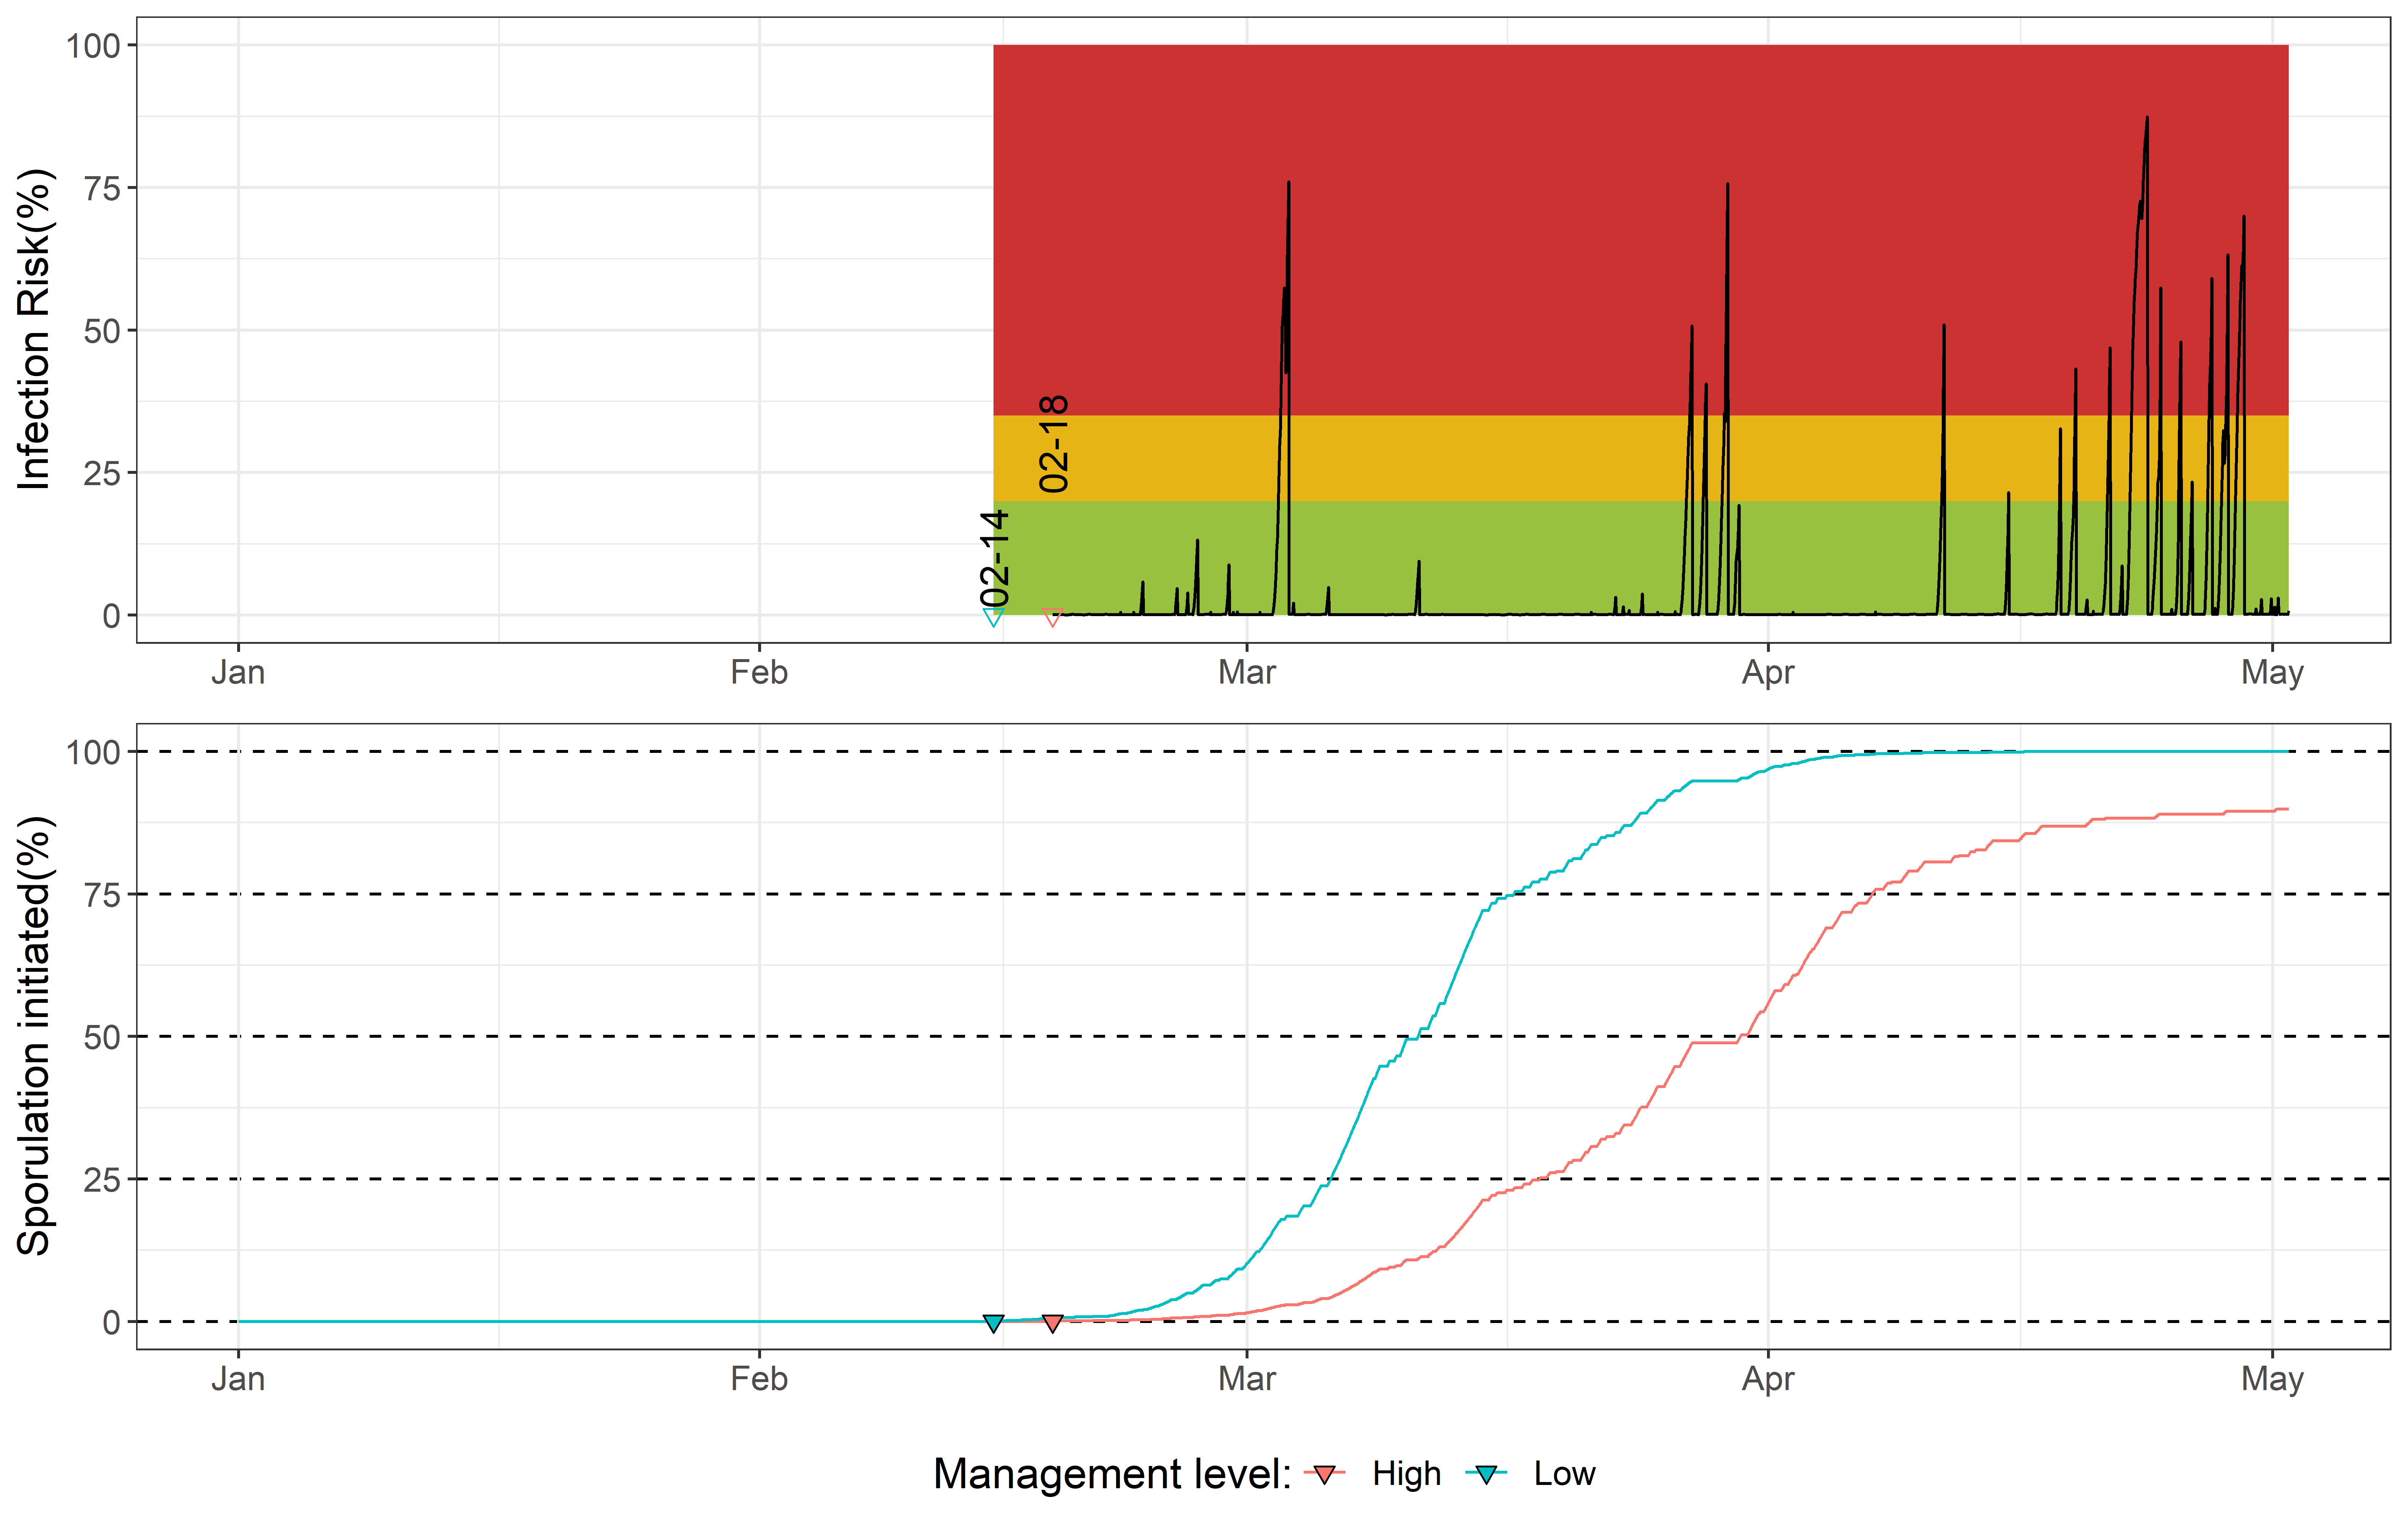 Infection Risk(%)
100
75
50
25
0
02-14
02-18
Jan Feb Mar Apr May
Sporulation initiated(%)
100
75
50
25
0
Jan Feb Mar Apr May
Management level: High Low